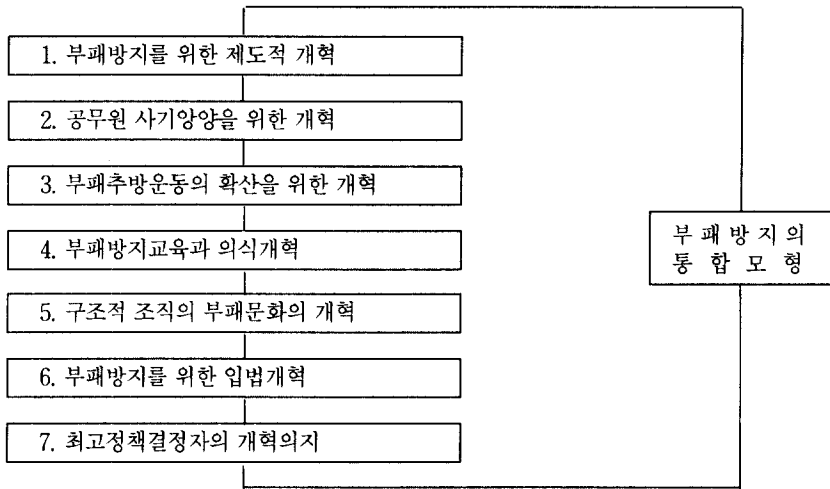 1. 부패방지를 위한 제도적 개혁
2. 공무원 사기앙양을 위한 개혁
3. 부패추방운동의 확산을 위한 개혁
4. 부패방지교육과 의식개혁
5. 구조적 조직의 부패문화의 개혁
6. 부패방지를 위한 입법개혁
7. 최고정책결정자의 개혁의지
부 패 방 지 의
통 합 모 형